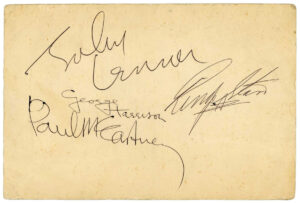 John
Lennon
George
Harrison
Ringo Starr
Paul McCartney